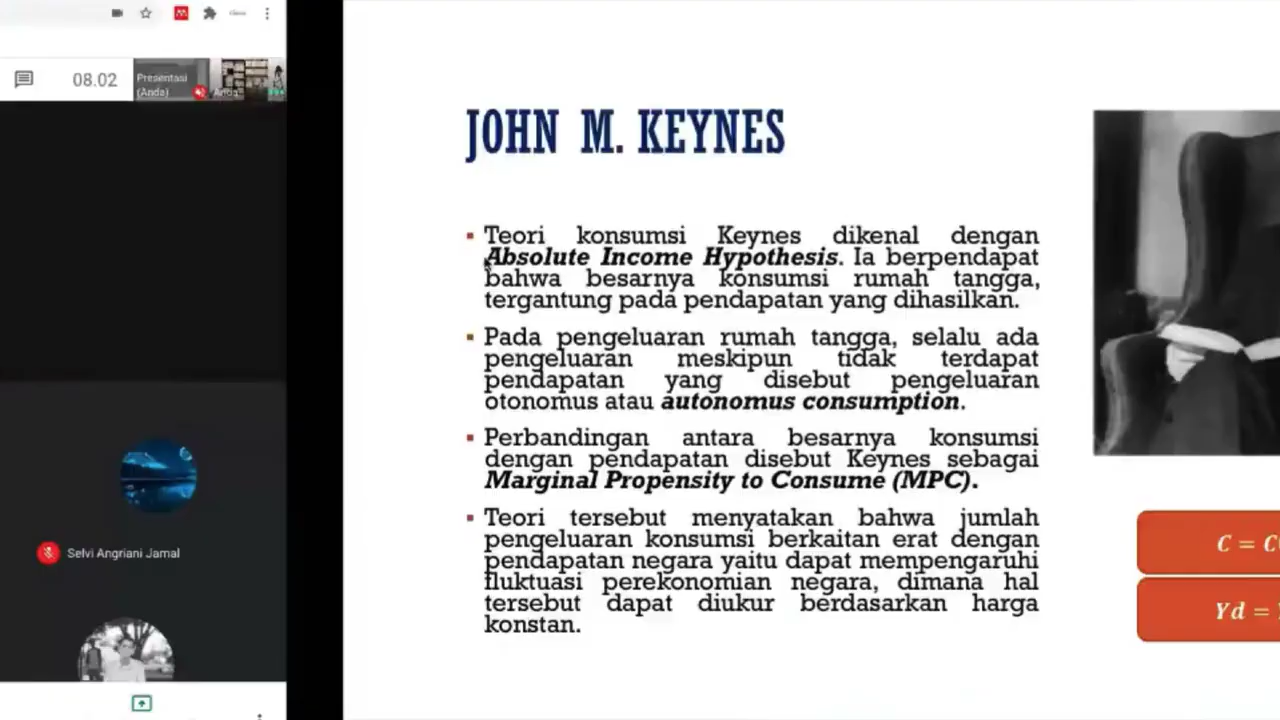 08.02
Presentasi
(Anda)
Anda
Selvi Angriani Jamal
JOHN M. KEYNES
Teori konsumsi Keynes dikenal dengan
Absolute Income Hypothesis. Ia berpendapat
bahwa besarnya konsumsi rumah tangga,
tergantung pada pendapatan yang dihasilkan.
Pada pengeluaran rumah tangga, selalu ada
pengeluaran meskipun tidak terdapat
pendapatan yang disebut pengeluaran
otonomus atau autonomus consumption.
Perbandingan antara besarnya konsumsi
dengan pendapatan disebut Keynes sebagai
Marginal Propensity to Consume (MPC).
Teori tersebut menyatakan bahwa jumlah
pengeluaran konsumsi berkaitan erat dengan
pendapatan negara yaitu dapat mempengaruhi
fluktuasi perekonomian negara, dimana hal
tersebut dapat diukur berdasarkan harga
konstan.
C = C
Yd =